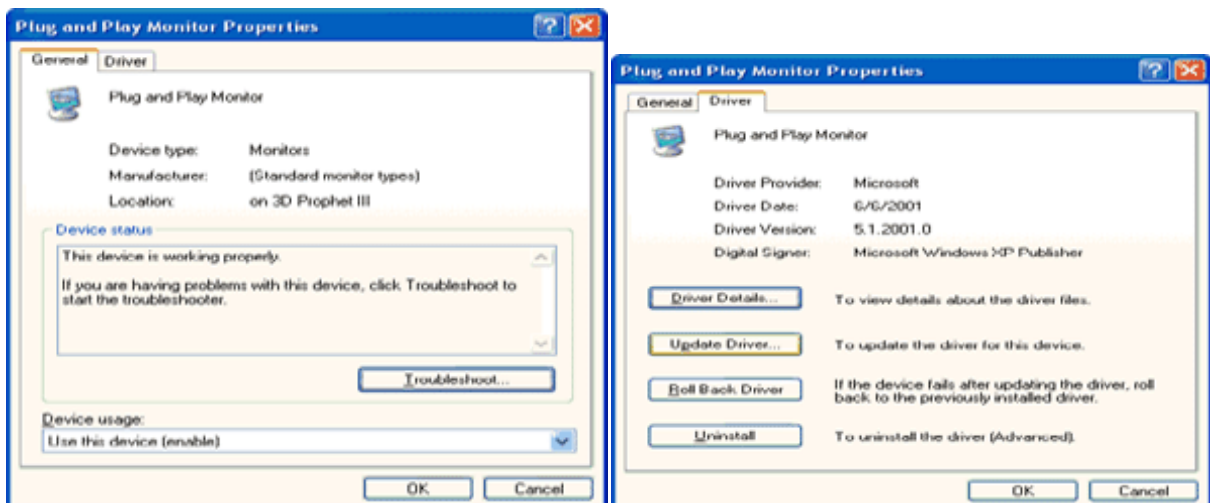 Plug and Play Monitor Properties
General Driver
Plug and Play Monitor
Device type: Monitors
Manufacturer: (Standard monitor types)
Location: on 3D Prophet III
Device status
This device is working properly.
If you are having problems with this device, click Troubleshoot to
start the troubleshooter.
Troubleshoot...
Device usage:
Use this device (enable)
OK Cancel
Plug and Play Monitor Properties
General Driver
Plug and Play Monitor
Driver Provider: Microsoft
Driver Date: 6/6/2001
Driver Version: 5.1.2001.0
Digital Signer: Microsoft Windows XP Publisher
Driver Details... To view details about the driver files.
Update Driver... To update the driver for this device.
Roll Back Driver If the device fails after updating the driver, roll
back to the previously installed driver.
Uninstall To uninstall the driver (Advanced).
OK Cancel